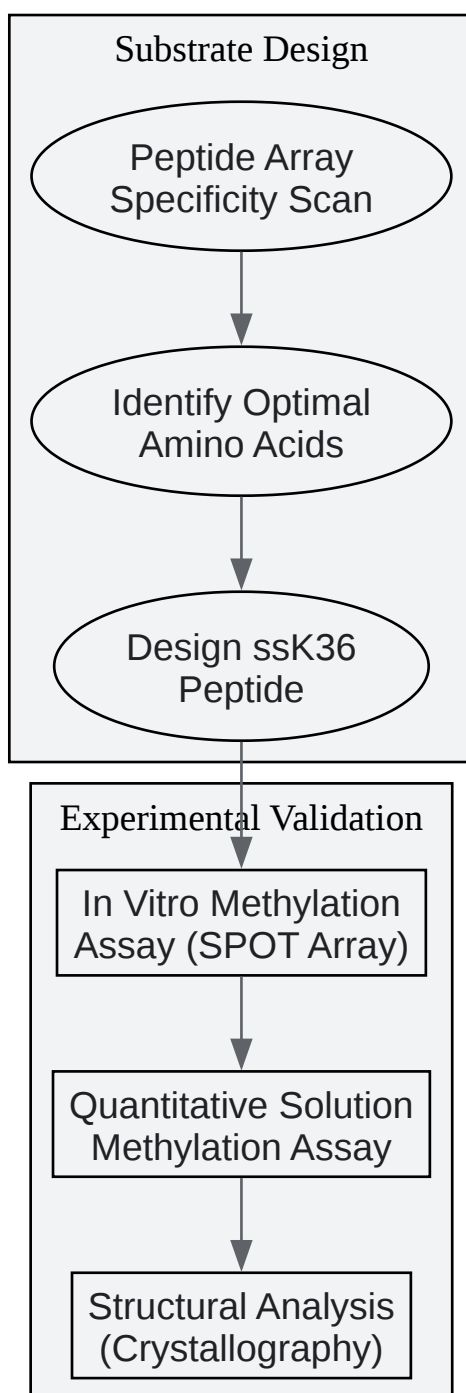 Substrate Design
Peptide Array
Specificity Scan
Identify Optimal
Amino Acids
Design ssK36
Peptide
Experimental Validation
In Vitro Methylation
Assay (SPOT Array)
Quantitative Solution
Methylation Assay
Structural Analysis
(Crystallography)